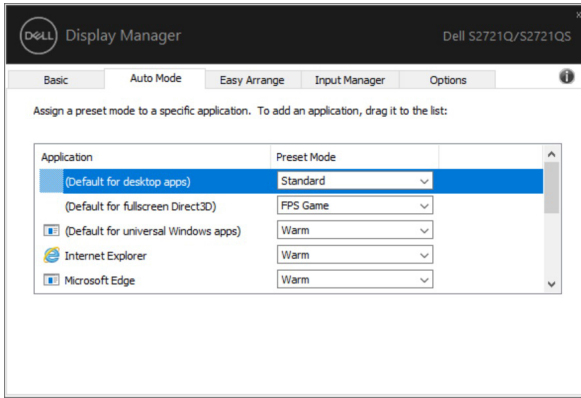 DELL Display Manager Dell S2721Q/S2721QS
Basic Auto Mode Easy Arrange Input Manager Options
Assign a preset mode to a specific application. To add an application, drag it to the list:
Application Preset Mode
(Default for desktop apps) Standard
(Default for fullscreen Direct3D) FPS Game
(Default for universal Windows apps) Warm
Internet Explorer Warm
Microsoft Edge Warm